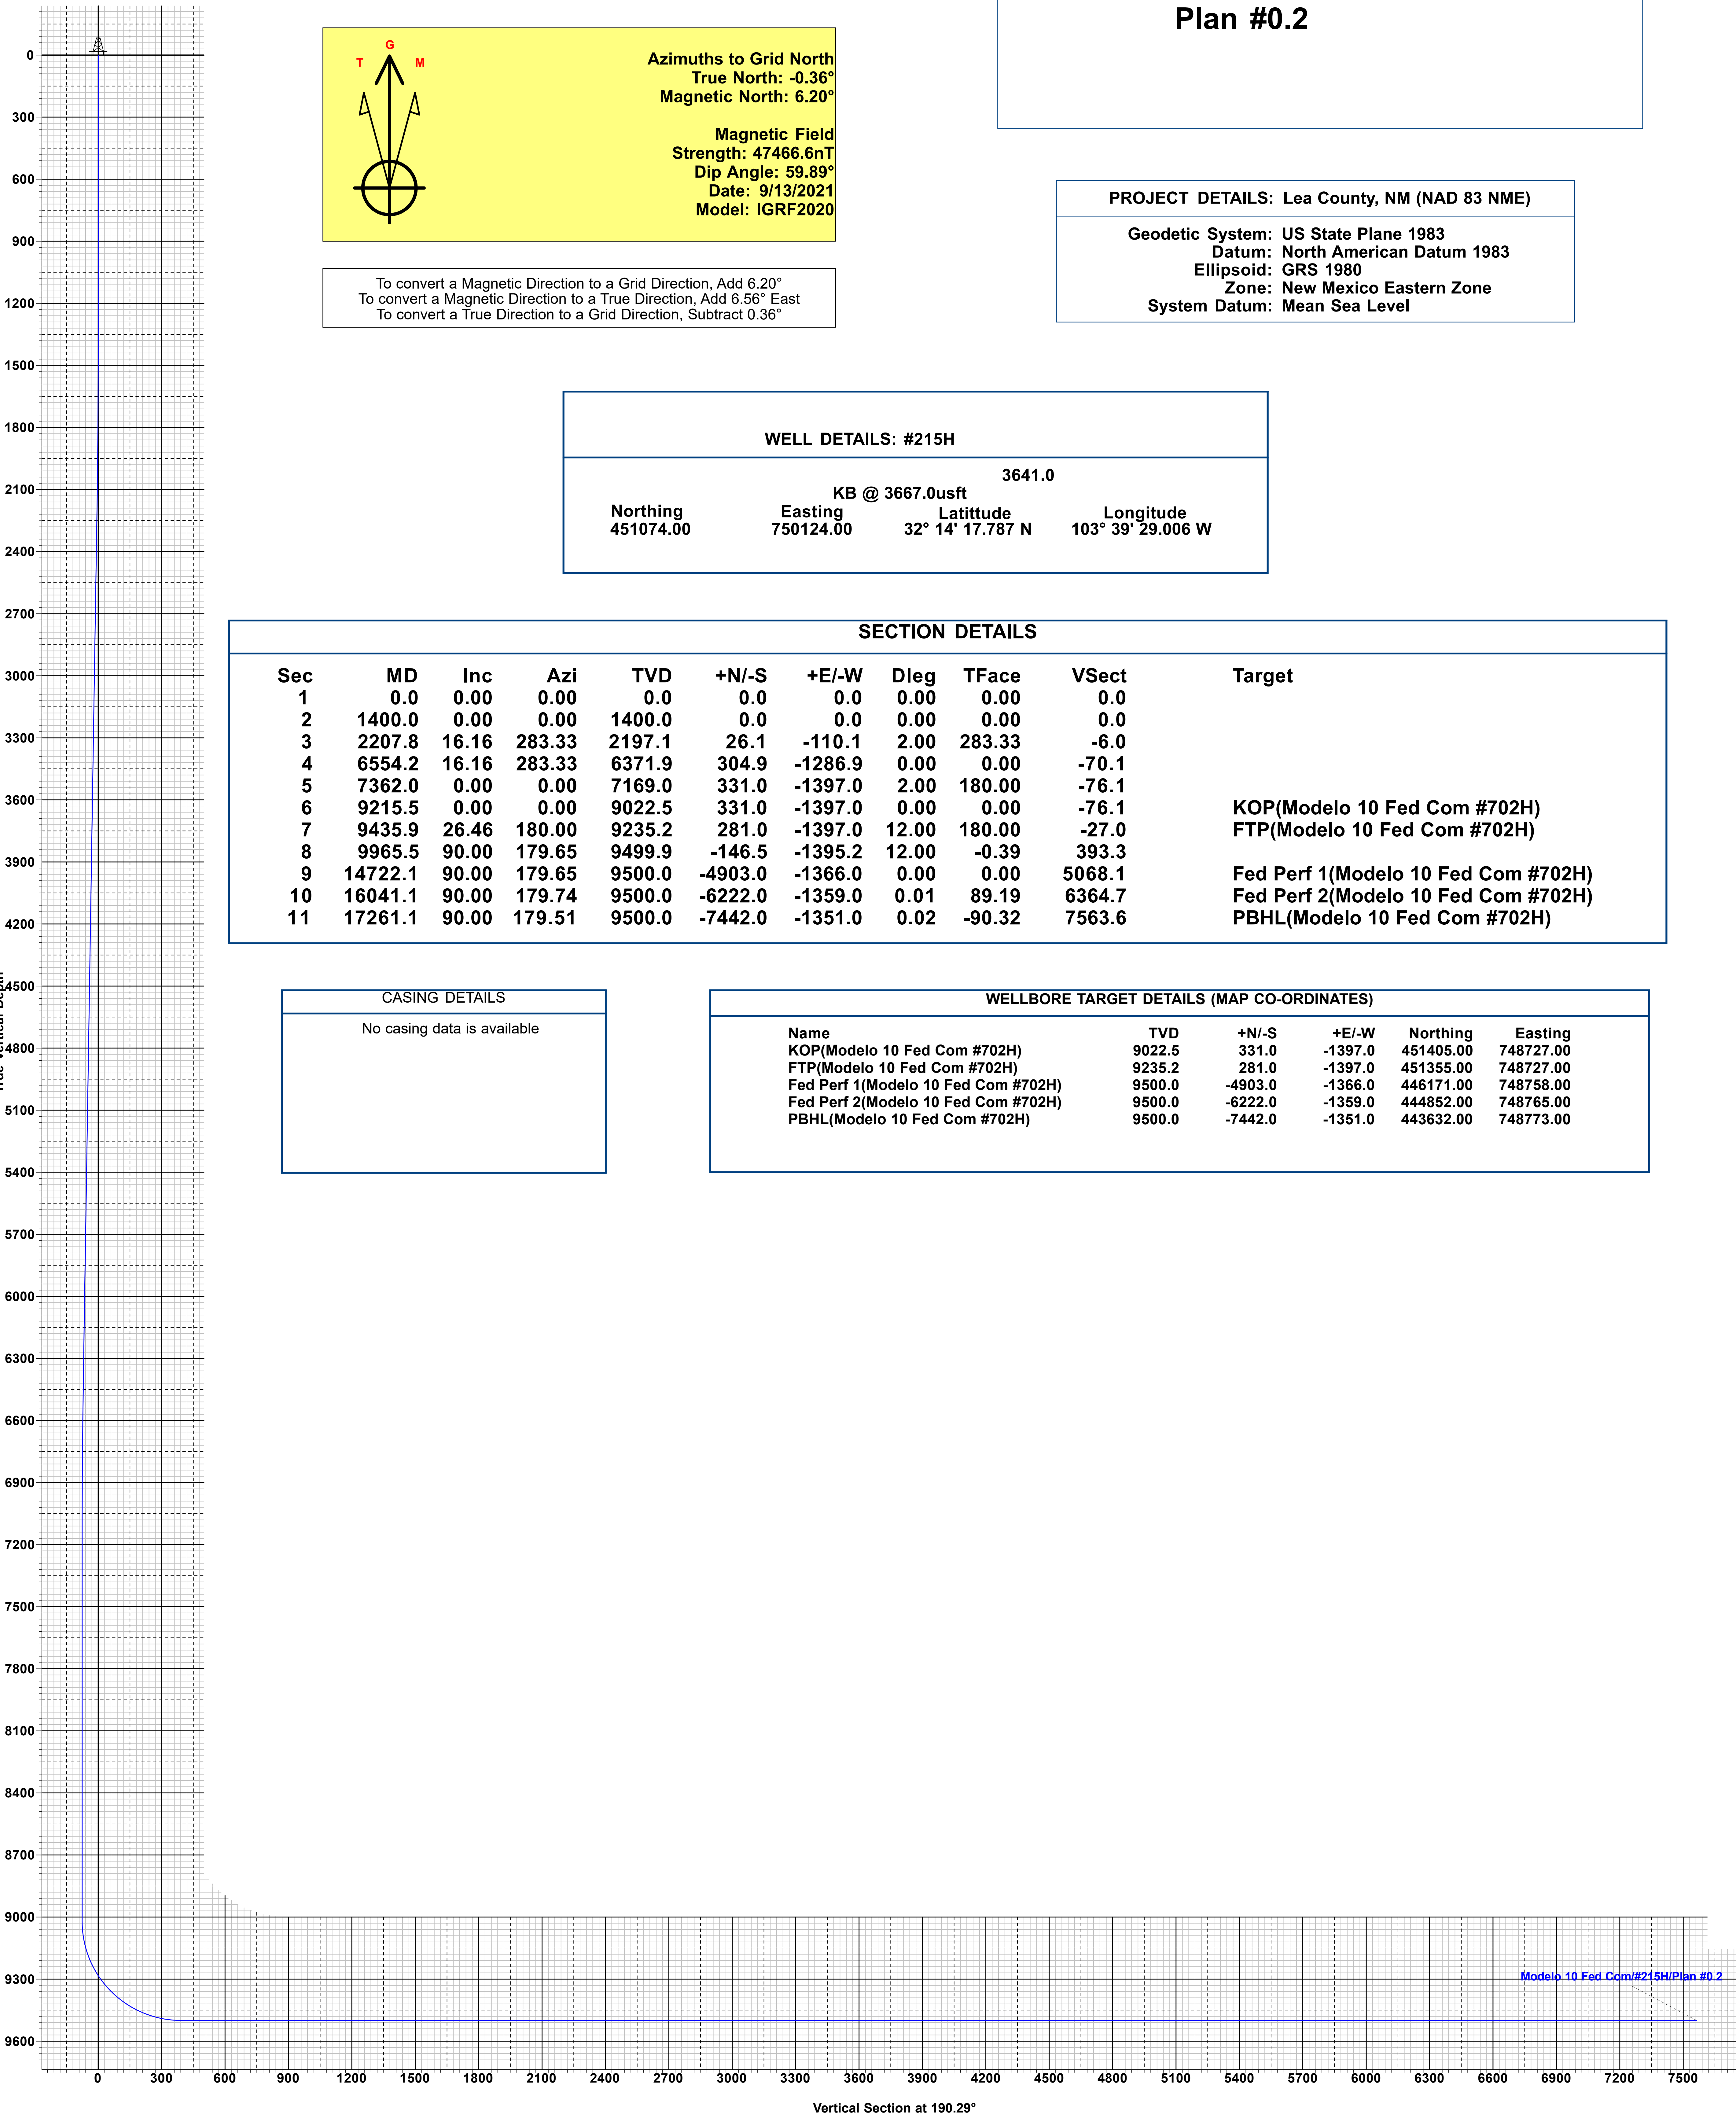 Plan #0.2
G
T M
Azimuths to Grid North
True North: -0.36°
Magnetic North: 6.20°
Magnetic Field
Strength: 47466.6nT
Dip Angle: 59.89°
Date: 9/13/2021
Model: IGRF2020
To convert a Magnetic Direction to a Grid Direction, Add 6.20°
To convert a Magnetic Direction to a True Direction, Add 6.56° East
To convert a True Direction to a Grid Direction, Subtract 0.36°
PROJECT DETAILS: Lea County, NM (NAD 83 NME)
Geodetic System: US State Plane 1983
Datum: North American Datum 1983
Ellipsoid: GRS 1980
Zone: New Mexico Eastern Zone
System Datum: Mean Sea Level
WELL DETAILS: #215H
3641.0
KB @ 3667.0usft
Northing Easting Latittude Longitude
451074.00 750124.00 32° 14' 17.787 N 103° 39' 29.006 W
SECTION DETAILS
Sec MD Inc Azi TVD +N/-S +E/-W Dleg TFace VSect Target
1 0.0 0.00 0.00 0.0 0.0 0.0 0.00 0.00 0.0
2 1400.0 0.00 0.00 1400.0 0.0 0.0 0.00 0.00 0.0
3 2207.8 16.16 283.33 2197.1 26.1 -110.1 2.00 283.33 -6.0
4 6554.2 16.16 283.33 6371.9 304.9 -1286.9 0.00 0.00 -70.1
5 7362.0 0.00 0.00 7169.0 331.0 -1397.0 2.00 180.00 -76.1
6 9215.5 0.00 0.00 9022.5 331.0 -1397.0 0.00 0.00 -76.1 KOP(Modelo 10 Fed Com #702H)
7 9435.9 26.46 180.00 9235.2 281.0 -1397.0 12.00 180.00 -27.0 FTP(Modelo 10 Fed Com #702H)
8 9965.5 90.00 179.65 9499.9 -146.5 -1395.2 12.00 -0.39 393.3
9 14722.1 90.00 179.65 9500.0 -4903.0 -1366.0 0.00 0.00 5068.1 Fed Perf 1(Modelo 10 Fed Com #702H)
10 16041.1 90.00 179.74 9500.0 -6222.0 -1359.0 0.01 89.19 6364.7 Fed Perf 2(Modelo 10 Fed Com #702H)
11 17261.1 90.00 179.51 9500.0 -7442.0 -1351.0 0.02 -90.32 7563.6 PBHL(Modelo 10 Fed Com #702H)
CASING DETAILS
No casing data is available
WELLBORE TARGET DETAILS (MAP CO-ORDINATES)
Name TVD +N/-S +E/-W Northing Easting
KOP(Modelo 10 Fed Com #702H) 9022.5 331.0 -1397.0 451405.00 748727.00
FTP(Modelo 10 Fed Com #702H) 9235.2 281.0 -1397.0 451355.00 748727.00
Fed Perf 1(Modelo 10 Fed Com #702H) 9500.0 -4903.0 -1366.0 446171.00 748758.00
Fed Perf 2(Modelo 10 Fed Com #702H) 9500.0 -6222.0 -1359.0 444852.00 748765.00
PBHL(Modelo 10 Fed Com #702H) 9500.0 -7442.0 -1351.0 443632.00 748773.00
0
300
600
900
1200
1500
1800
2100
2400
2700
3000
3300
3600
3900
4200
4500
4800
5100
5400
5700
6000
6300
6600
6900
7200
7500
7800
8100
8400
8700
9000
9300
9600
Modelo 10 Fed Com/#215H/Plan #0.2
0 300 600 900 1200 1500 1800 2100 2400 2700 3000 3300 3600 3900 4200 4500 4800 5100 5400 5700 6000 6300 6600 6900 7200 7500
Vertical Section at 190.29°